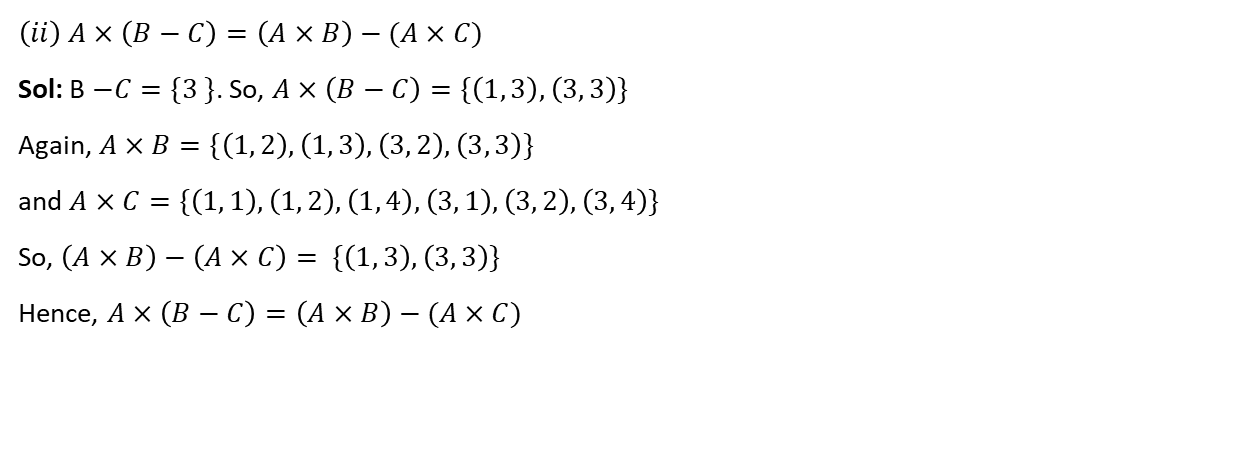 (ii) A × (B − C) = (A × B) − (A × C)
Sol: B −C = {3 }. So, A × (B − C) = {(1, 3), (3, 3)}
Again, A × B = {(1, 2), (1, 3), (3, 2), (3, 3)}
and A × C = {(1, 1), (1, 2), (1, 4), (3, 1), (3, 2), (3, 4)}
So, (A × B) − (A × C) = {(1, 3), (3, 3)}
Hence, A × (B − C) = (A × B) − (A × C)